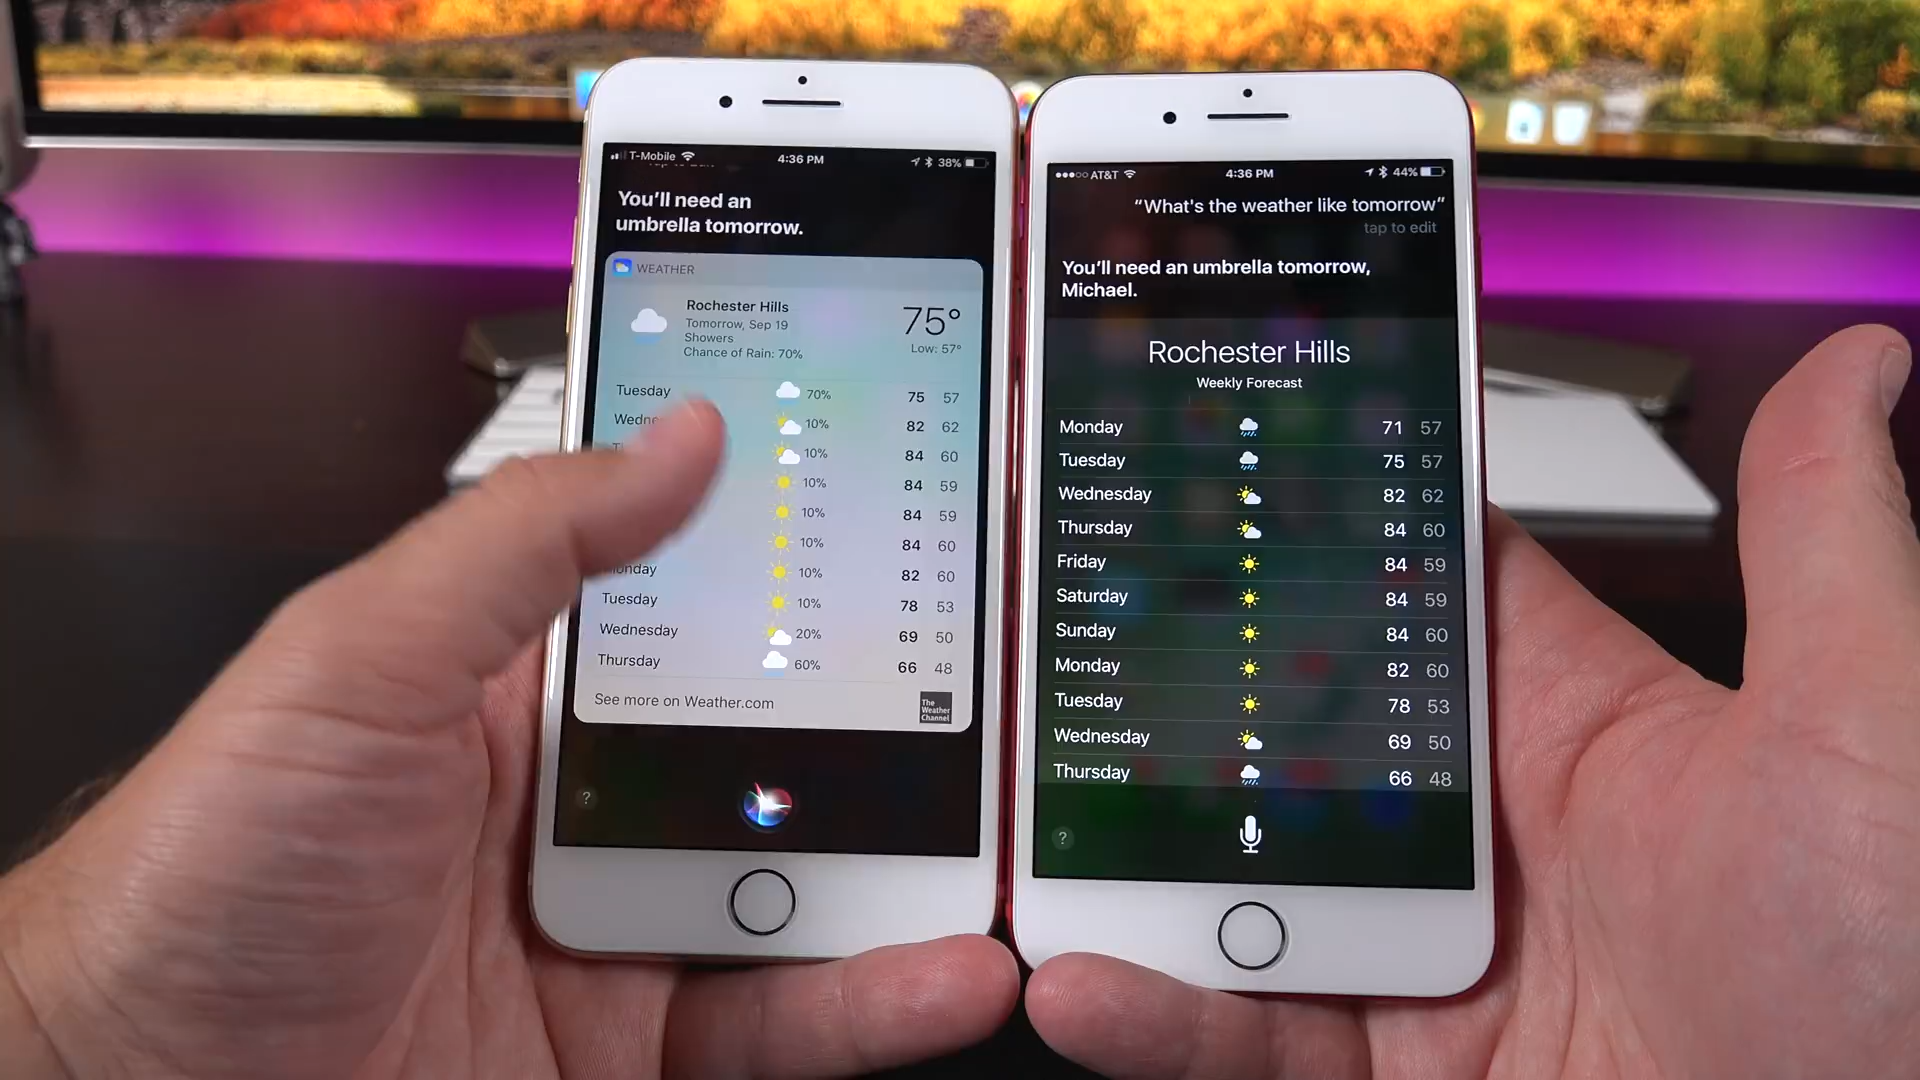 T-Mobile 4:36 PM 38%
You'll need an
umbrella tomorrow.
WEATHER
Rochester Hills
Tomorrow, Sep 19
Showers
Chance of Rain: 70%
75°
Low: 57°
Tuesday 70% 75 57
10% 82 62
10% 84 60
10% 84 59
10% 84 59
10% 84 60
10% 82 60
Tuesday 10% 78 53
Wednesday 20% 69 50
Thursday 60% 66 48
See more on Weather.com
The
Weather
Channel
?
AT&T 4:36 PM 44%
“What's the weather like tomorrow”
tap to edit
You'll need an umbrella tomorrow,
Michael.
Rochester Hills
Weekly Forecast
Monday 71 57
Tuesday 75 57
Wednesday 82 62
Thursday 84 60
Friday 84 59
Saturday 84 59
Sunday 84 60
Monday 82 60
Tuesday 78 53
Wednesday 69 50
Thursday 66 48
?